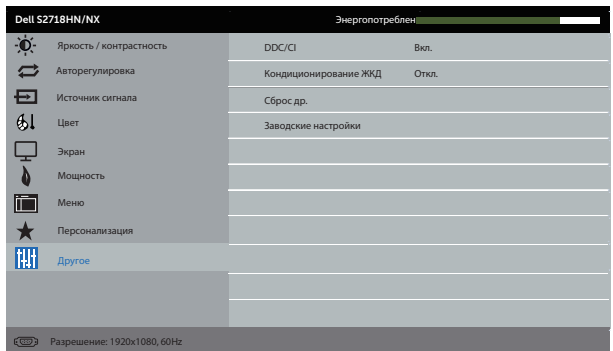 Dell S2718HN/NX
Энергопотреблен
Яркость / контрастность
Авторегулировка
Источник сигнала
Цвет
Экран
Мощность
Меню
Персонализация
Другое
DDC/CI Вкл.
Кондиционирование ЖКД Откл.
Сброс др.
Заводские настройки
Разрешение: 1920x1080, 60Hz